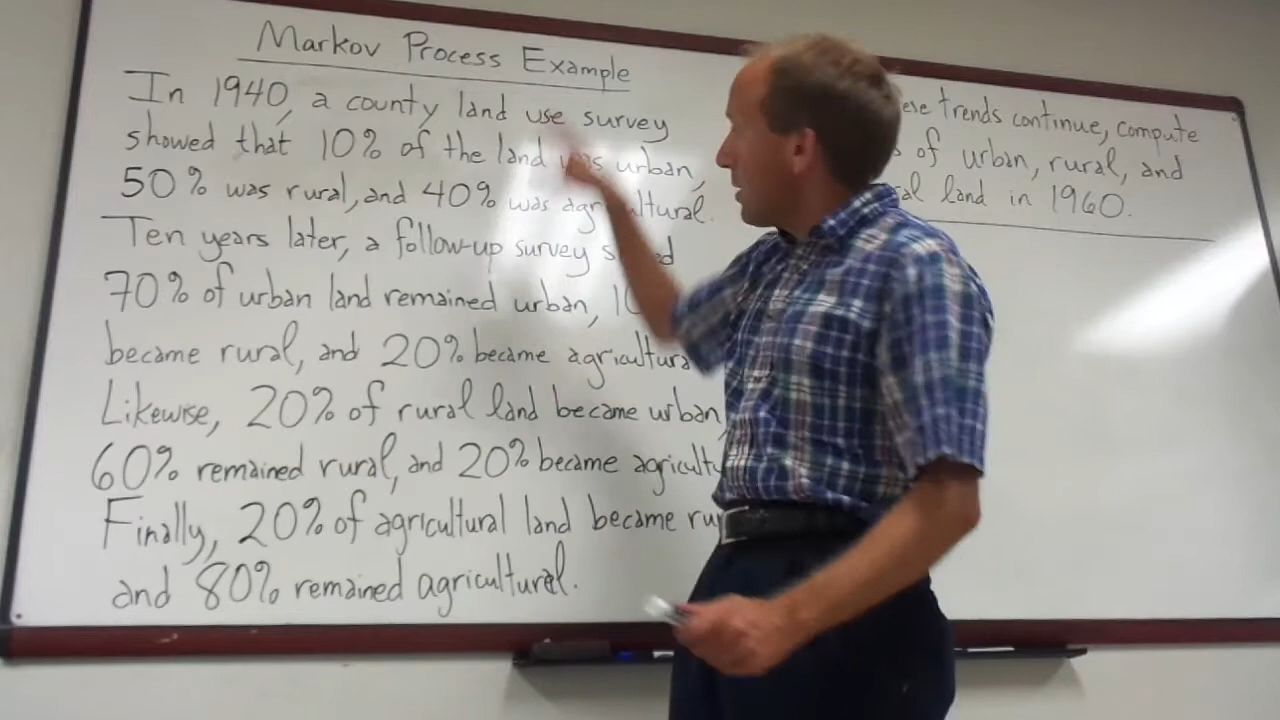 Markov Process Example
In 1940, a county land use survey
showed that 10% of the land was urban,
50% was rural, and 40% was agricultural.
Ten years later, a follow-up survey
70% of urban land remained urban,
became rural, and 20% became
Likewise, 20% of rural land became urban,
60% remained rural, and 20% became
Finally, 20% of agricultural land became
and 80% remained agricultural.
trends continue, compute
of urban, rural, and
land in 1960.